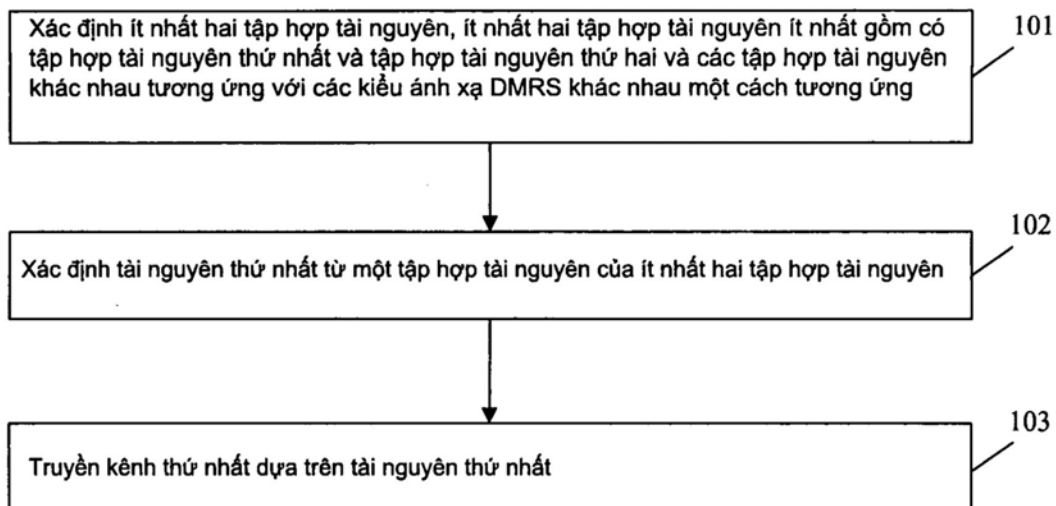 Xác định ít nhất hai tập hợp tài nguyên, ít nhất hai tập hợp tài nguyên ít nhất gồm có
tập hợp tài nguyên thứ nhất và tập hợp tài nguyên thứ hai và các tập hợp tài nguyên
khác nhau tương ứng với các kiểu ánh xạ DMRS khác nhau một cách tương ứng
101
Xác định tài nguyên thứ nhất từ một tập hợp tài nguyên của ít nhất hai tập hợp tài nguyên
102
Truyền kênh thứ nhất dựa trên tài nguyên thứ nhất
103